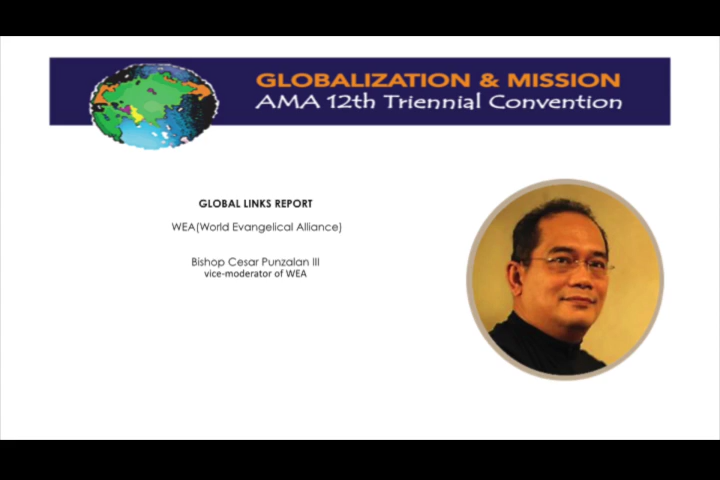 GLOBALIZATION & MISSION
AMA 12th Triennial Convention
GLOBAL LINKS REPORT
WEA(World Evangelical Alliance)
Bishop Cesar Punzalan III
vice-moderator of WEA